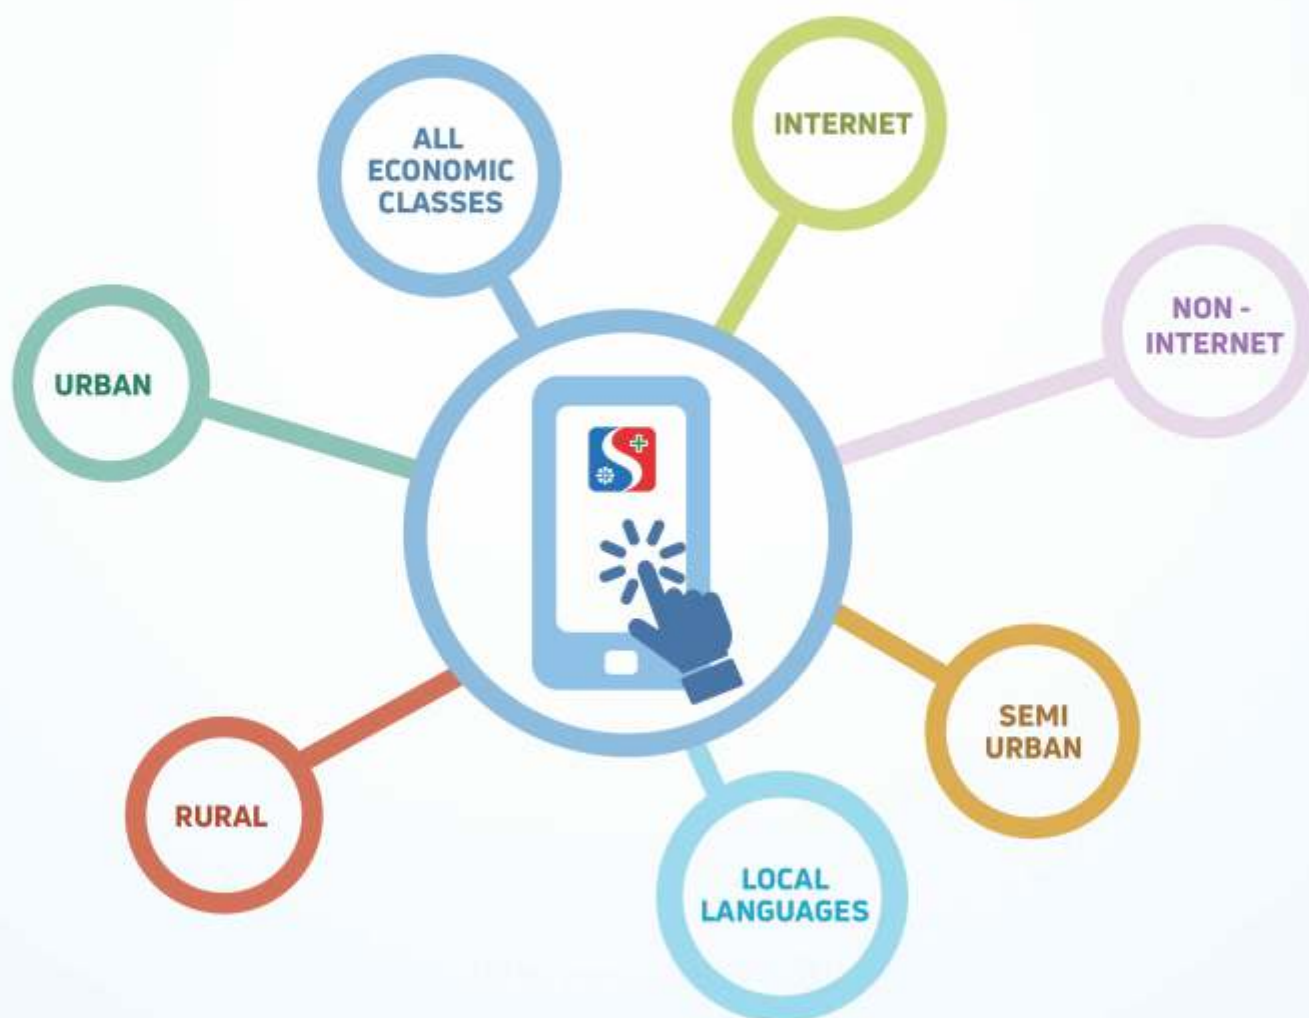 ALL
ECONOMIC
CLASSES
INTERNET
NON -
INTERNET
URBAN
SEMI
URBAN
RURAL
LOCAL
LANGUAGES